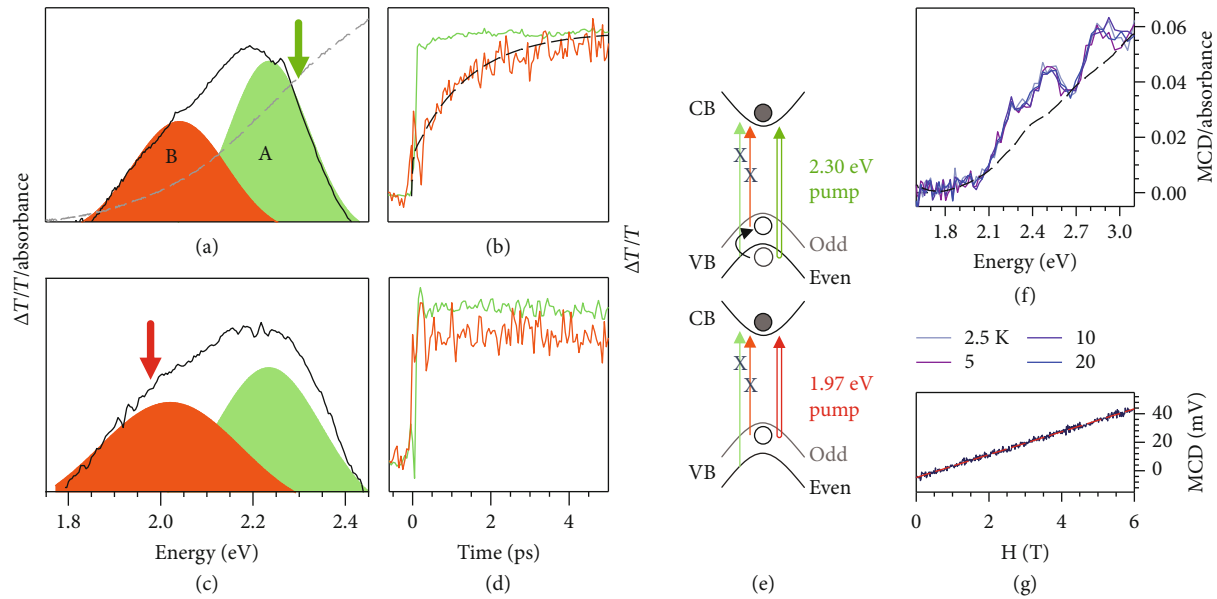 ΔT/T/absorbance
B
A
(a)
(b)
1.8
2.0
2.2
2.4
Energy (eV)
(c)
0
2
4
Time (ps)
(d)
ΔT/T
CB
X
X
2.30 eV
pump
Odd
VB
Even
CB
X
X
1.97 eV
pump
Odd
VB
Even
(e)
0.06
0.04
0.02
0.00
MCD/absorbance
1.8
2.1
2.4
2.7
3.0
Energy (eV)
(f)
2.5 K
10
5
20
40
20
0
MCD (mV)
0
2
4
6
H (T)
(g)